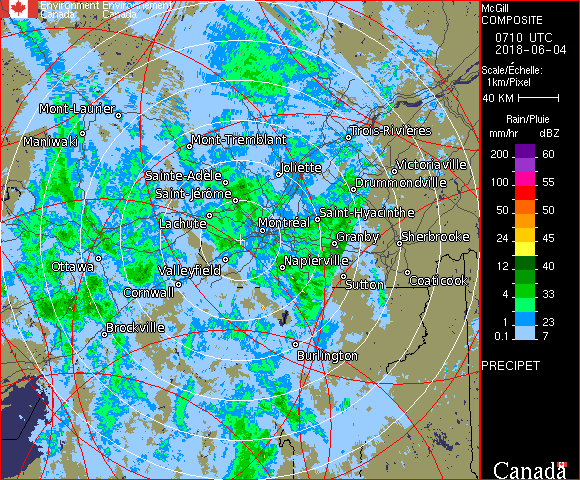 Environment Environnement
Canada Canada
McGill
COMPOSITE
0710 UTC
2018-06-04
Scale/Échelle:
1km/Pixel
40 KM
Rain/Pluie
mm/hr dBZ
200 60
150 55
100 55
50 50
24 45
12 40
4 33
1 23
0.1 7
PRECIPET
Canada
Mont-Laurier
Maniwaki
Mont-Tremblant
Trois-Rivières
Sainte-Adèle
Joliette
Victoriaville
Saint-Jérôme
Drummondville
Lachute
Montréal
Saint-Hyacinthe
Granby
Sherbrooke
Ottawa
Valleyfield
Napierville
Cornwall
Sutton
Coaticook
Brockville
Burlington